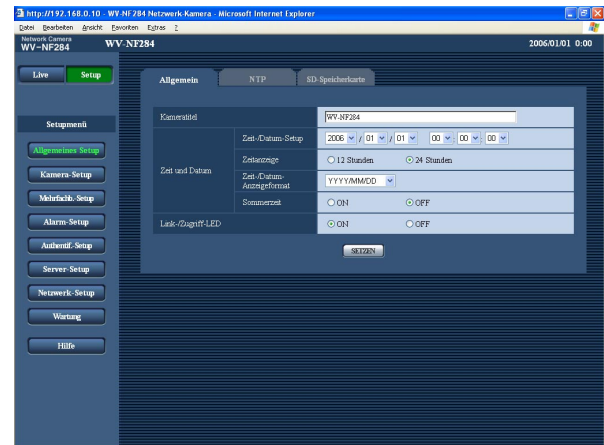 http://192.168.0.10 - WV-NF284 Netzwerk-Kamera - Microsoft Internet Explorer
Datei Bearbeiten Ansicht Favoriten Extras ?
Network Camera
WV-NF284 WV-NF284 2006/01/01 0:00
Live Setup
Allgemein NTP SD-Speicherkarte
Setupmenü
Allgemeines Setup
Kamera-Setup
Mehrfachb.-Setup
Alarm-Setup
Authentif.-Setup
Server-Setup
Netzwerk-Setup
Wartung
Hilfe
Kameratitel WV-NF284
Zeit und Datum
Zeit-/Datum-Setup 2006 / 01 / 01 00 : 00 : 00
Zeitanzeige 12 Stunden 24 Stunden
Zeit-/Datum-
Anzeigeformat YYYY/MM/DD
Sommerzeit ON OFF
Link-/Zugriff-LED ON OFF
SETZEN